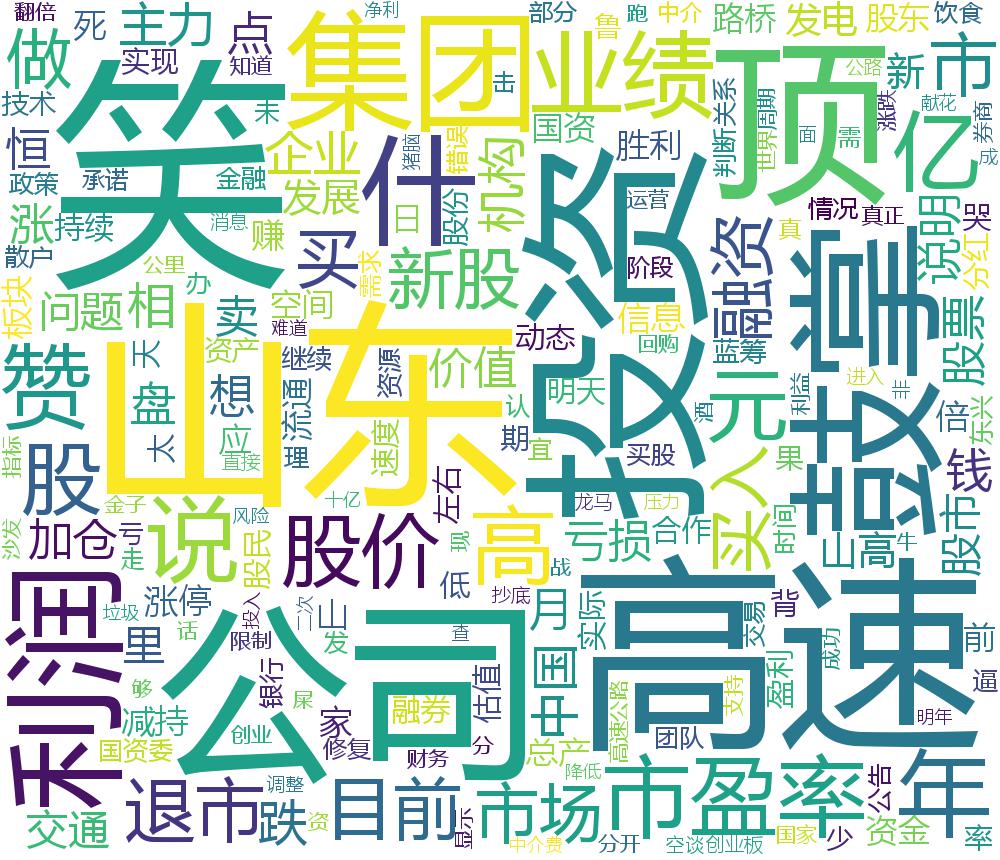 翻倍
死
主力
点
集团
净利
部分
鲁
跑
中介
路桥
发电
股东
饮食
做
实现
知道
笑
击
业绩
顶
公路
新
市
技术
未
国资
涨跌
献花
券商
成
恒
企业
什
猪脑
错误
机构
胜利
判断关系
世界周期
面
需
亿
政策
承诺
金融
发展
日
股份
运营
情况
真正
哭
涨
持续
消息
赚
买
新股
投资
融资
真
鼓掌
说明
分红
散户
公里
办
需求
阶段
板块
问题
相
卖
空间
难道
动态
信息
回购
蓝筹
股票
赞
天
资产
继续
资源
价值
明天
元
利益
进入
非
山东
盘
想
流通
认
酒
倍
东兴
太
应
速度
期
宜
买股
买入
果
指标
直接
理
左右
龙马
压力
钱
股
金子
十亿
高
时间
沙发
加仓
亏
走
说
风险
股民
股价
现
亏损
合作
山高
牛
股市
利润
垃圾
涨停
投入
二次
山
低
抄底
战
月
实际
交易
背
高速
里
话
限制
发
公司
查
中国
高速公路
支持
盈利
成功
前
逼
够
减持
银行
屎
家
融券
估值
国资委
创业
修复
财务
分
总产
团队
明年
交通
退市
调整
跌
资
目前
显示
降低
市场
市盈率
公告
年
中介费
分开
空谈创业板
国家
少
资金
率